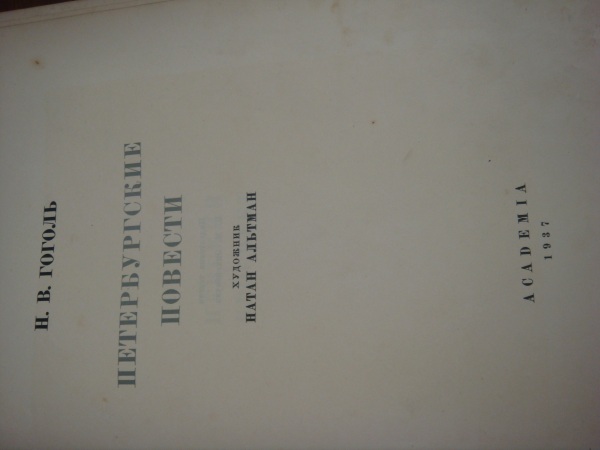 Н. В. ГОГОЛЬ
ПЕТЕРБУРГСКИЕ
ПОВЕСТИ
ХУДОЖНИК
НАТАН АЛЬТМАН
ACADEMIA
1937